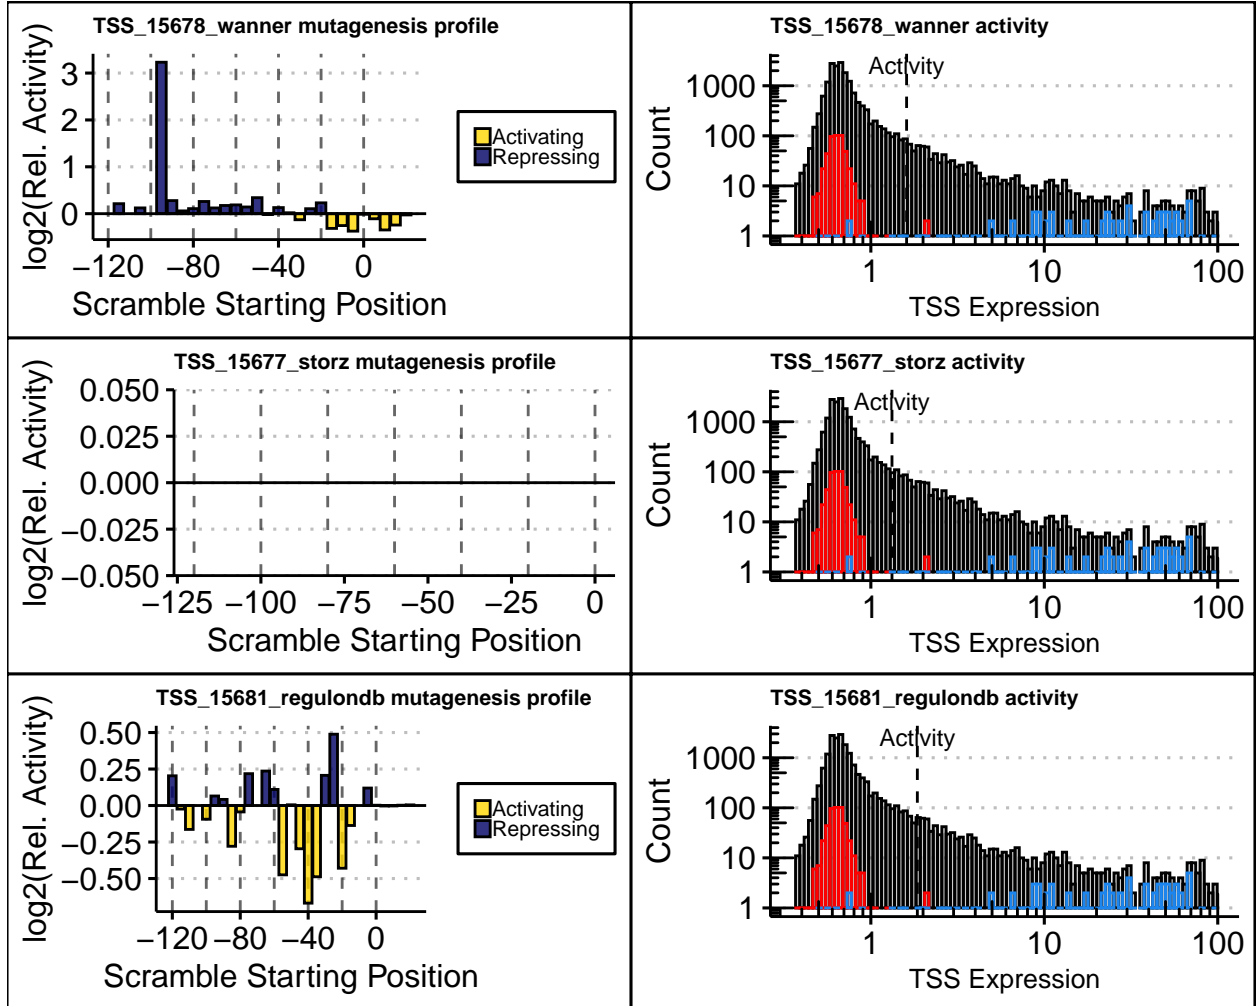 TSS_15678_wanner mutagenesis profile
log2(Rel. Activity)
3
2
1
0
−120 −80 −40 0
Scramble Starting Position
Activating
Repressing
TSS_15678_wanner activity
Activity
Count
1000
100
10
1
1 10 100
TSS Expression
TSS_15677_storz mutagenesis profile
log2(Rel. Activity)
0.050
0.025
0.000
−0.025
−0.050
−125 −100 −75 −50 −25 0
Scramble Starting Position
TSS_15677_storz activity
Activity
Count
1000
100
10
1
1 10 100
TSS Expression
TSS_15681_regulondb mutagenesis profile
log2(Rel. Activity)
0.50
0.25
0.00
−0.25
−0.50
−120 −80 −40 0
Scramble Starting Position
Activating
Repressing
TSS_15681_regulondb activity
Activity
Count
1000
100
10
1
1 10 100
TSS Expression